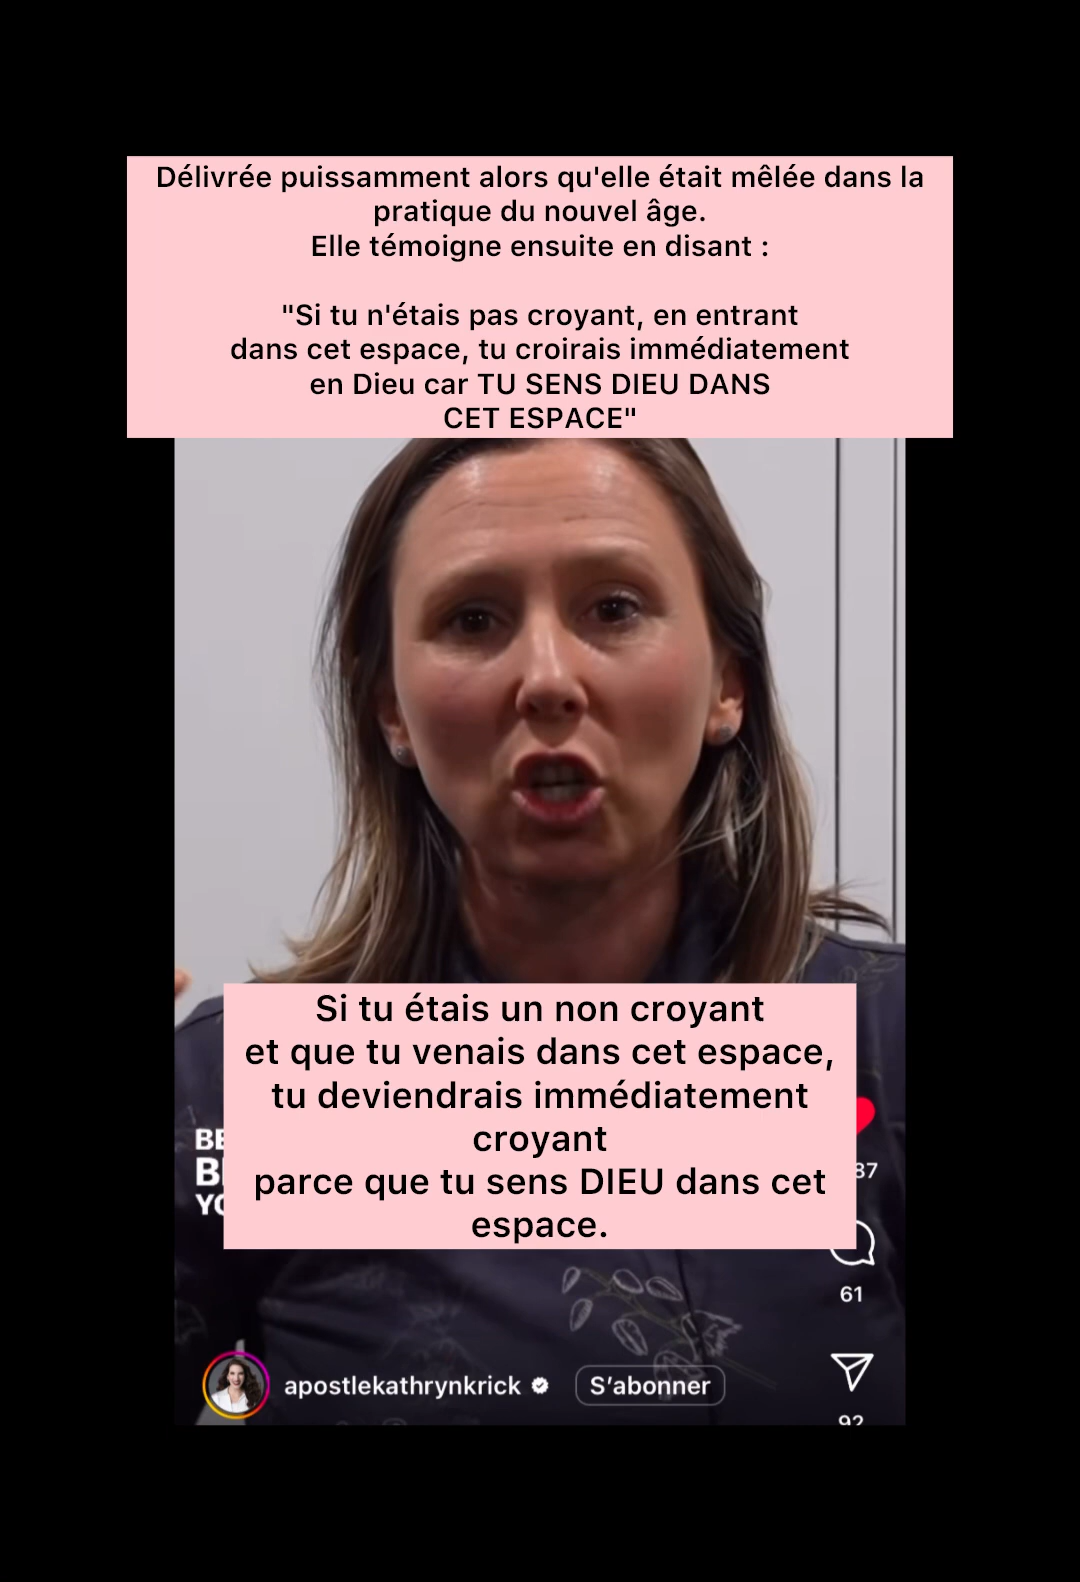 Délivrée puissamment alors qu'elle était mêlée dans la
pratique du nouvel âge.
Elle témoigne ensuite en disant :
"Si tu n'étais pas croyant, en entrant
dans cet espace, tu croirais immédiatement
en Dieu car TU SENS DIEU DANS
CET ESPACE"
Si tu étais un non croyant
et que tu venais dans cet espace,
tu deviendrais immédiatement
croyant
parce que tu sens DIEU dans cet
espace.
61
apostlekathrynkrick
S'abonner